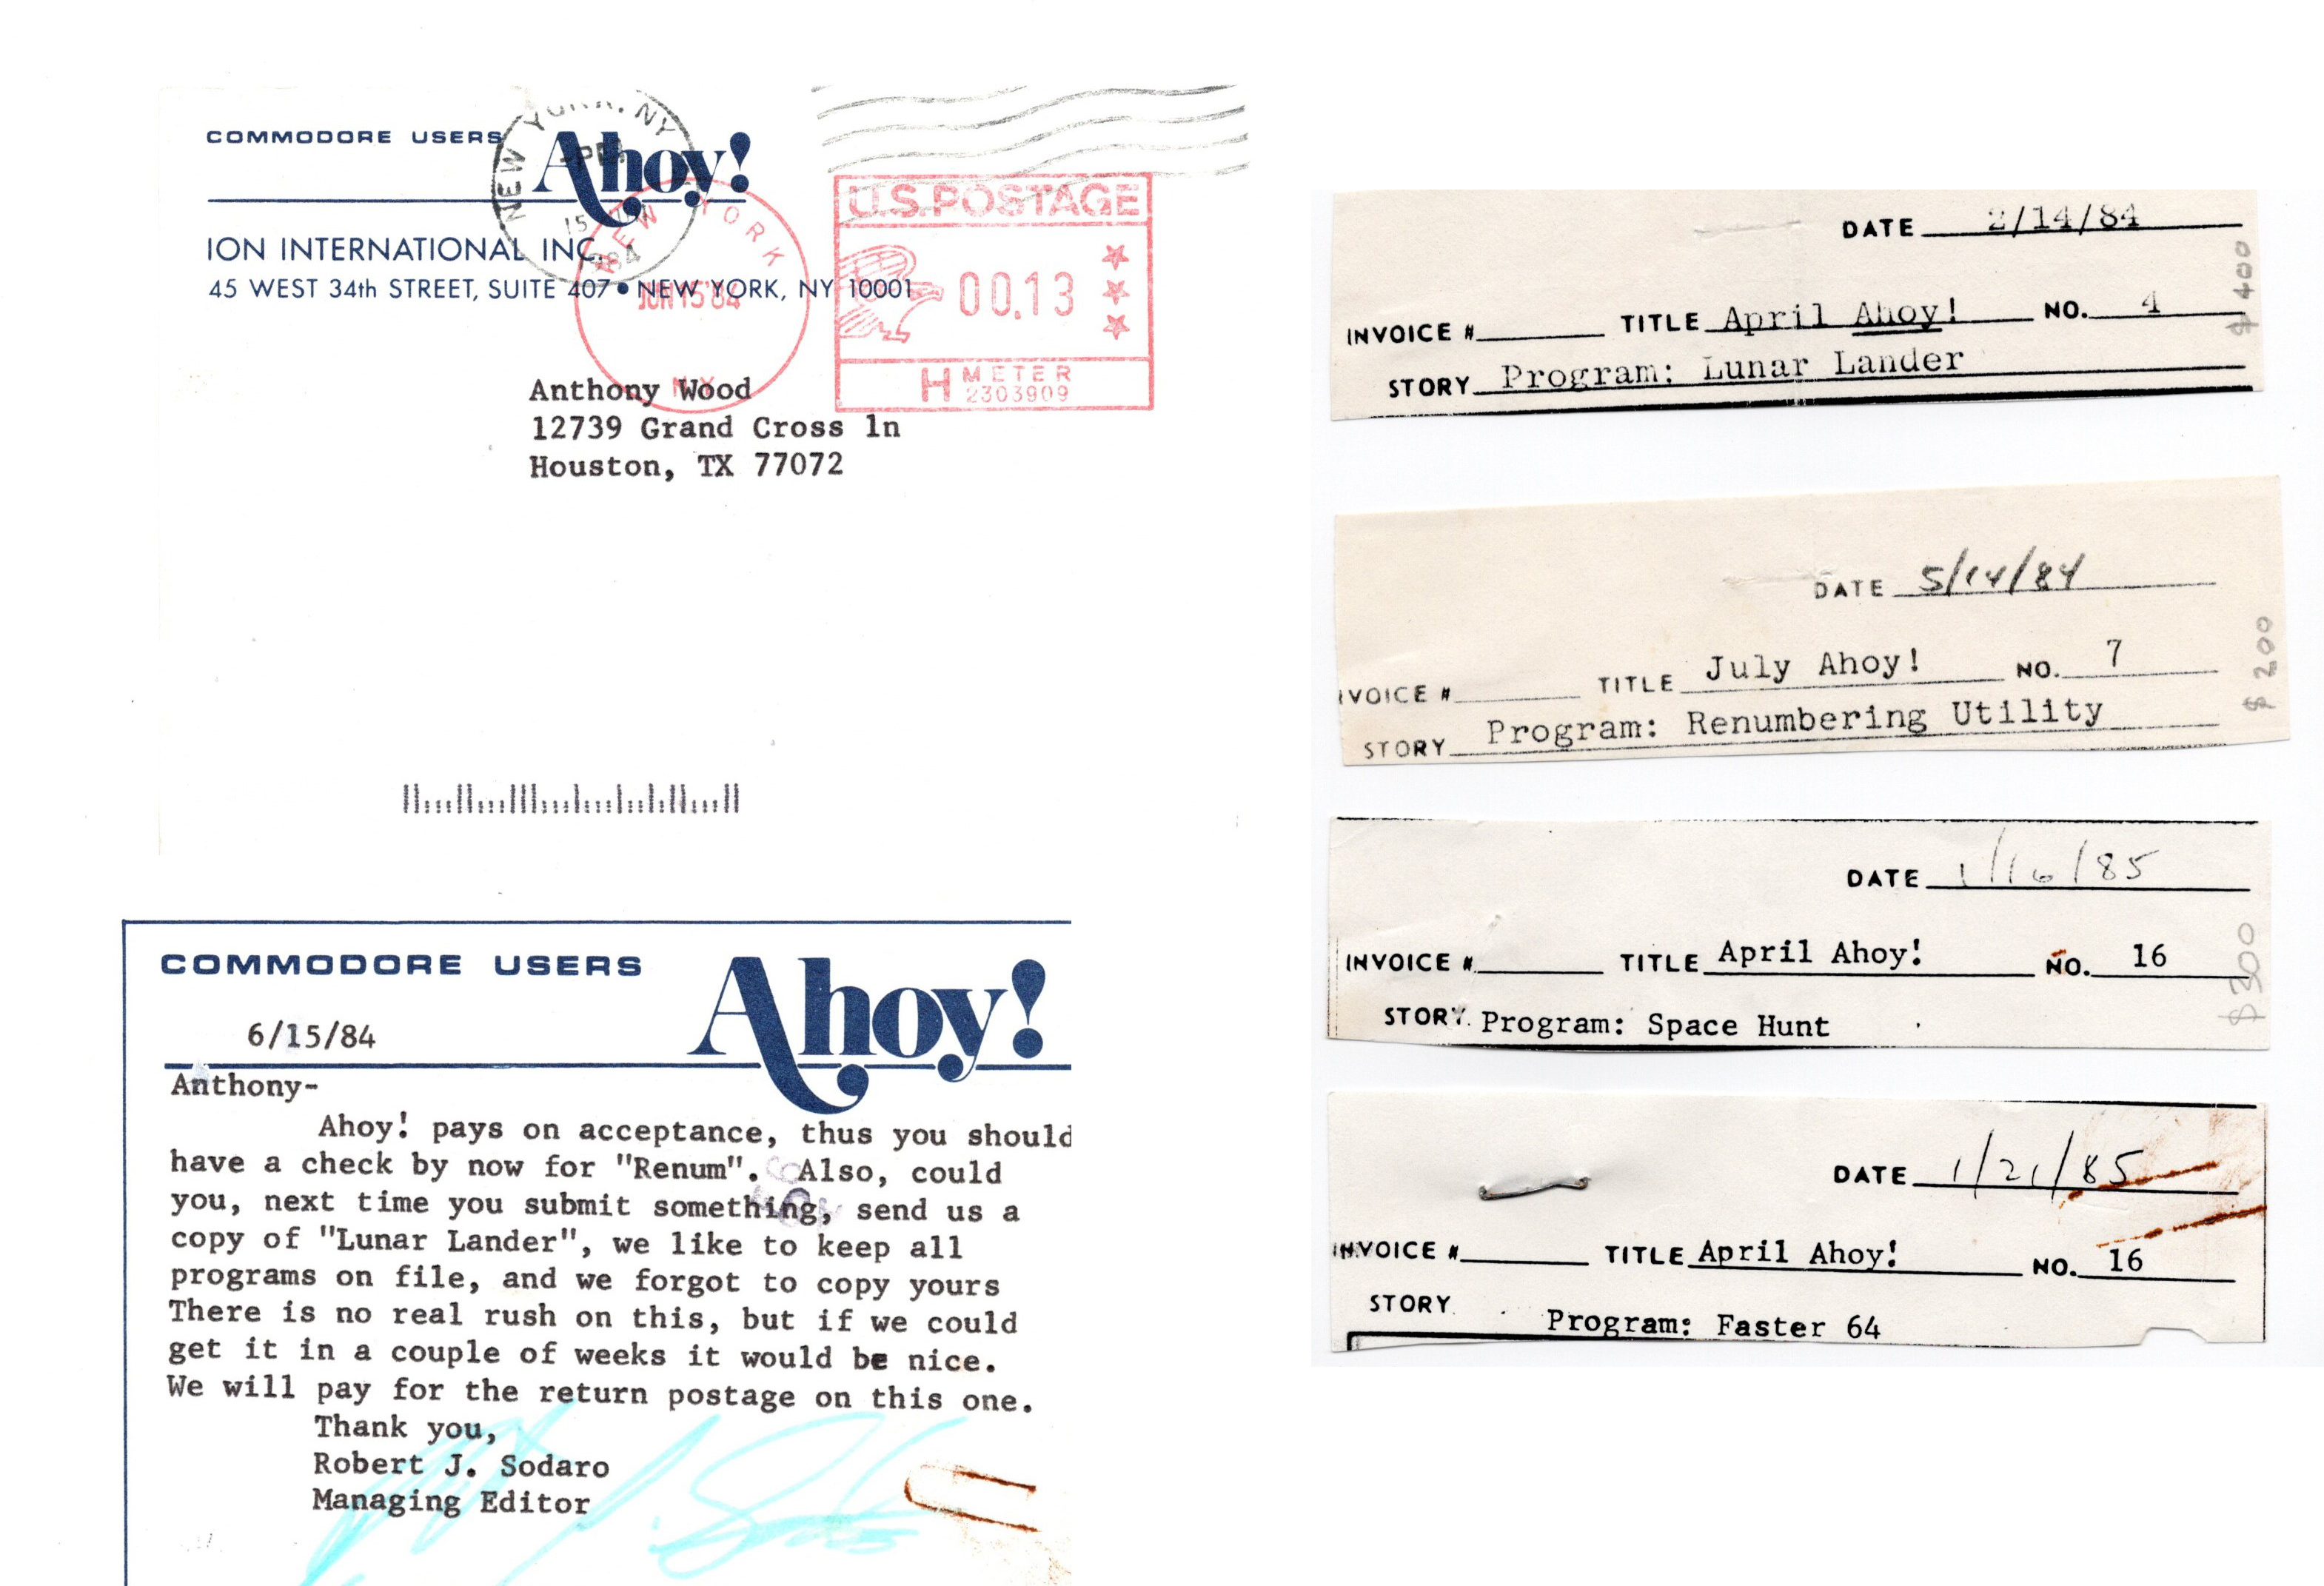 COMMODORE USERS
Ahoy!
ION INTERNATIONAL INC.
45 WEST 34th STREET, SUITE 407 • NEW YORK, NY 10001
NEW YORK, NY
15
1984
NEW YORK
JUN 15'84
N.Y.
U.S. POSTAGE
00.13
H METER
2303909
Anthony Wood
12739 Grand Cross ln
Houston, TX 77072
COMMODORE USERS
Ahoy!
6/15/84
Anthony-
Ahoy! pays on acceptance, thus you should
have a check by now for "Renum". Also, could
you, next time you submit something, send us a
copy of "Lunar Lander", we like to keep all
programs on file, and we forgot to copy yours
There is no real rush on this, but if we could
get it in a couple of weeks it would be nice.
We will pay for the return postage on this one.
Thank you,
Robert J. Sodaro
Managing Editor
DATE 2/14/84
INVOICE # TITLE April Ahoy! NO. 4
STORY Program: Lunar Lander
$ 400
DATE 5/14/84
VOICE # TITLE July Ahoy! NO. 7
STORY Program: Renumbering Utility
$ 200
DATE 1/16/85
INVOICE # TITLE April Ahoy! NO. 16
STORY Program: Space Hunt
$300
DATE 1/21/85
INVOICE # TITLE April Ahoy! NO. 16
STORY Program: Faster 64